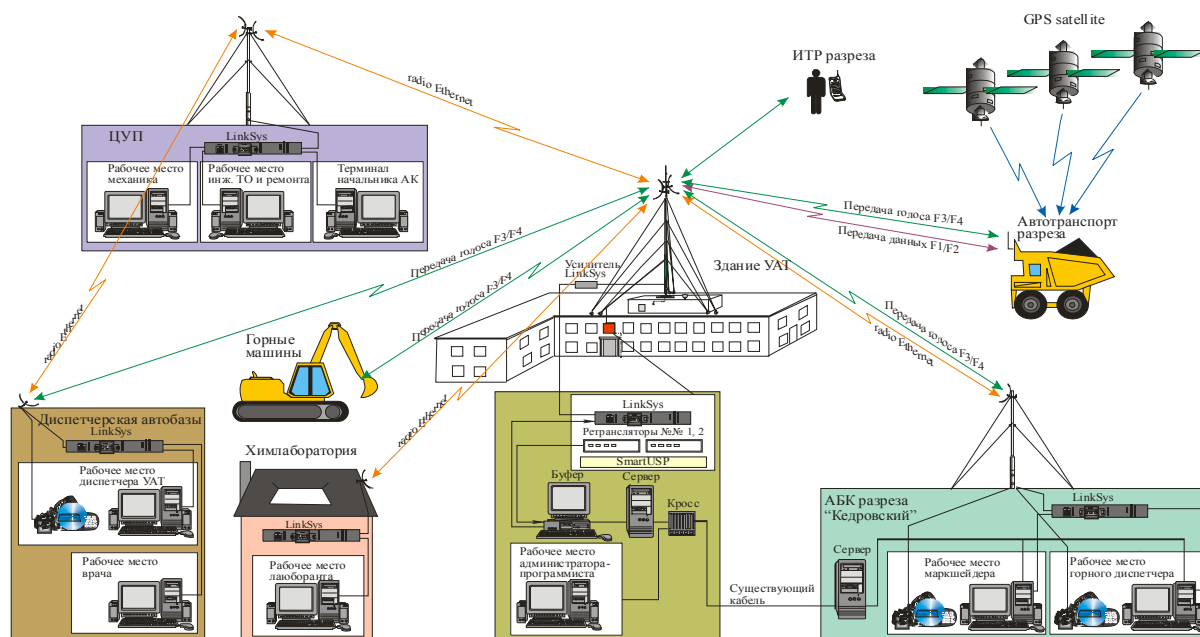 GPS satellite
ИТР разреза
radio Ethernet
ЦУП
LinkSys
Рабочее место
механика
Рабочее место
инж. ТО и ремонта
Терминал
начальника АК
Передача голоса F3/F4
Передача данных F1/F2
Автотранспорт
разреза
Передача голоса F3/F4
Передача голоса F3/F4
Усилитель
LinkSys
Здание УАТ
Передача голоса F3/F4
radio Ethernet
radio Ethernet
Горные
машины
radio Ethernet
Диспетчерская автобазы
LinkSys
Рабочее место
диспетчера УАТ
Рабочее место
врача
Химлаборатория
LinkSys
Рабочее место
лаюборанта
LinkSys
Ретрансляторы №№ 1, 2
SmartUSP
Буфер
Сервер
Кросс
Рабочее место
администратора-
программиста
Существующий
кабель
АБК разреза
“Кедровский”
LinkSys
Сервер
Рабочее место
маркшейдера
Рабочее место
горного диспетчера